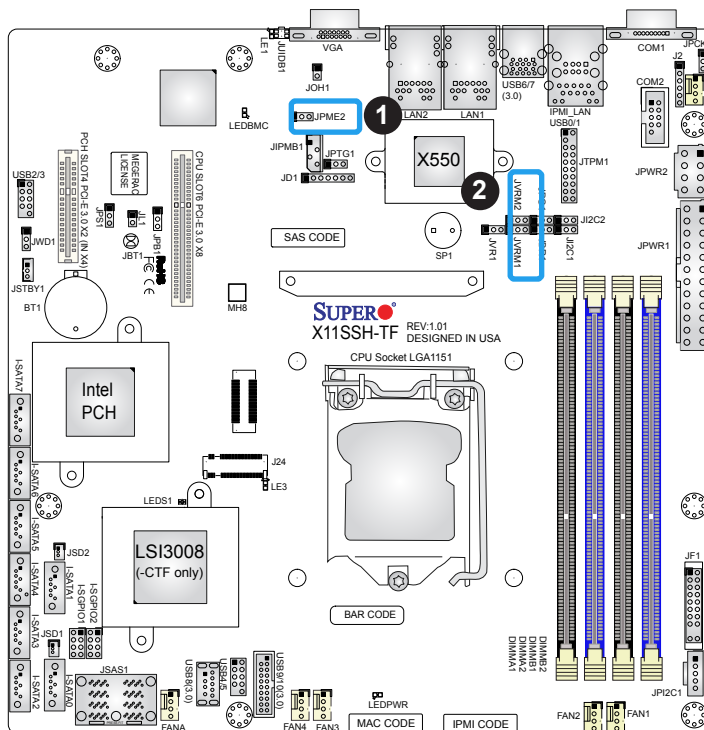 LE1
JUIDB1
VGA
COM1
JPCK
J2
JOH1
USB6/7
(3.0)
COM2
LEDBMC
JPME2
1
LAN2
LAN1
IPMI_LAN
USB0/1
JIPMB1
JPTG1
JD1
X550
JTPM1
JPWR2
USB2/3
PCH SLOT4 PCI-E 3.0 X2 (IN X4)
MEGERAC
LICENSE
CPU SLOT6 PCI-E 3.0 X8
2
JVRM2
JPS1
JL1
JPB1
JBT1
JWD1
SAS CODE
SP1
JVR1
JVRM1
JI2C2
JI2C1
JPWR1
JSTBY1
RoHS
FC CE
BT1
MH8
SUPER
X11SSH-TF
REV:1.01
DESIGNED IN USA
CPU Socket LGA1151
I-SATA7
Intel
PCH
J24
LE3
I-SATA6
LEDS1
I-SATA5
JSD2
LSI3008
(-CTF only)
I-SATA4
I-SATA1
I-SGPIO1
I-SGPIO2
JF1
I-SATA3
JSD1
BAR CODE
DIMMA1
DIMMA2
DIMMB1
DIMMB2
I-SATA2
I-SATA0
JSAS1
USB8(3.0)
USB4/5
USB9/10(3.0)
JPI2C1
LEDPWR
FANA
FAN4
FAN3
MAC CODE
IPMI CODE
FAN2
FAN1